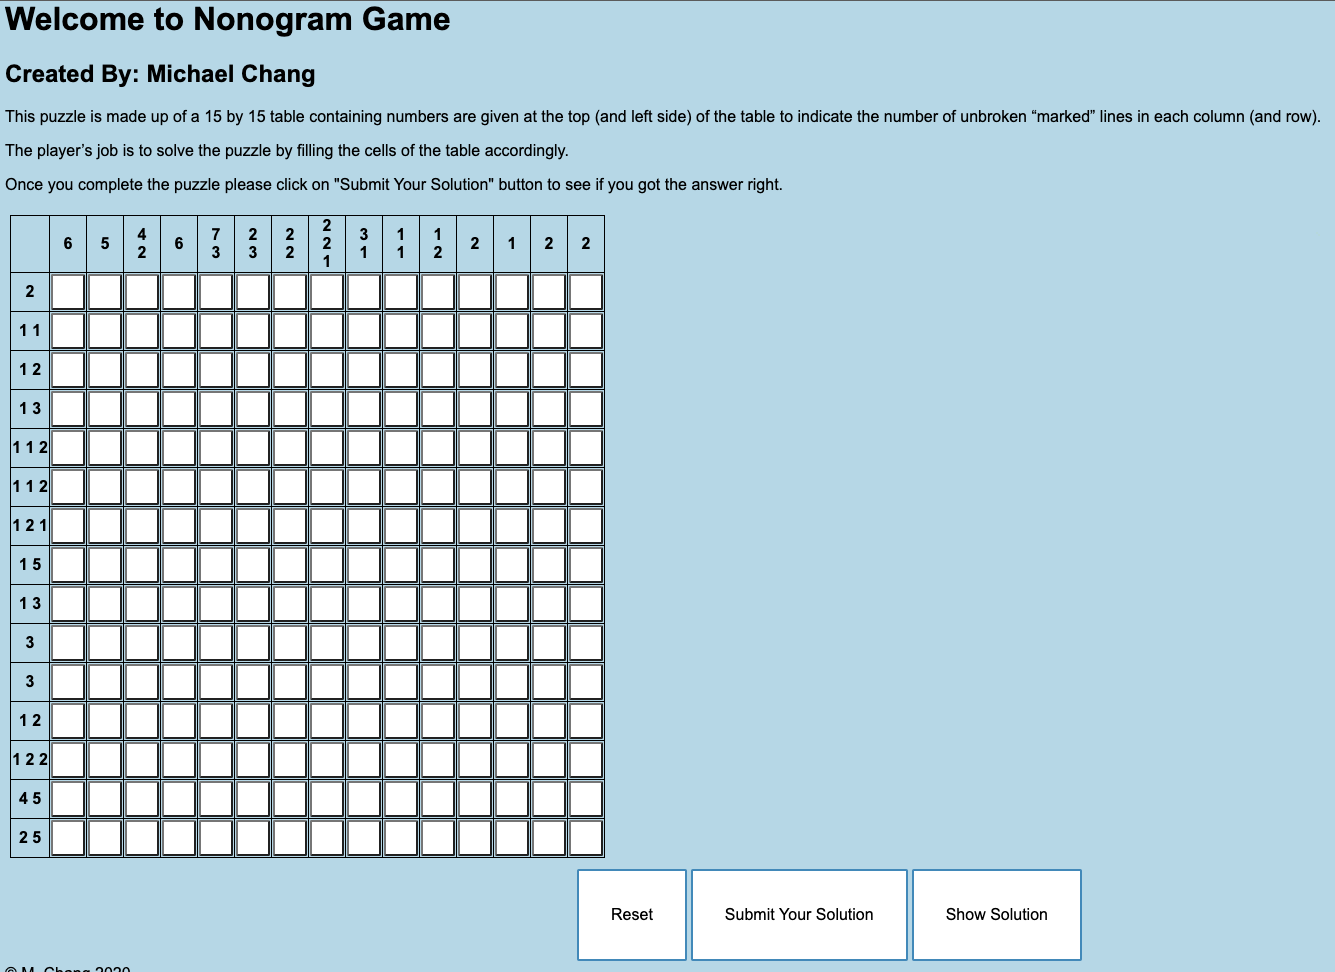 Welcome to Nonogram Game
Created By: Michael Chang
This puzzle is made up of a 15 by 15 table containing numbers are given at the top (and left side) of the table to indicate the number of unbroken “marked” lines in each column (and row).
The player’s job is to solve the puzzle by filling the cells of the table accordingly.
Once you complete the puzzle please click on "Submit Your Solution" button to see if you got the answer right.
2
4 7 2 2 2 3 1 1
6 5 6 2 1 2 2
2 3 3 2 1 1 2
1
2
1 1
1 2
1 3
1 1 2
1 1 2
1 2 1
1 5
1 3
3
3
1 2
1 2 2
4 5
2 5
Reset Submit Your Solution Show Solution
© M. Chang 2020